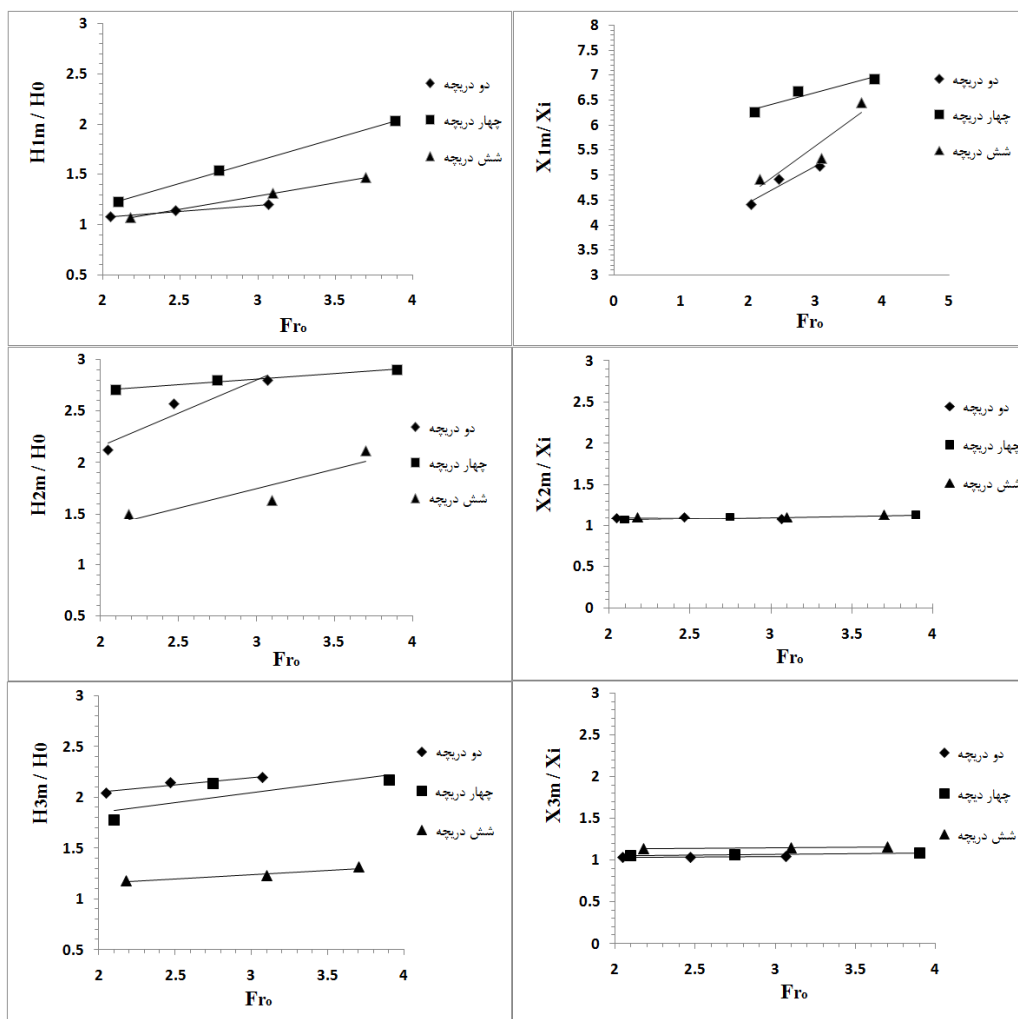 H1m / H0
3
2.5
2
1.5
1
0.5
2 2.5 3 3.5 4
Fro
دو دریچه
چهار دریچه
شش دریچه
X1m/ Xi
8
7.5
7
6.5
6
5.5
5
4.5
4
3.5
3
0 1 2 3 4 5
Fro
دو دریچه
چهار دریچه
شش دریچه
H2m / H0
3
2.5
2
1.5
1
0.5
2 2.5 3 3.5 4
Fro
دو دریچه
چهار دریچه
شش دریچه
X2m/ Xi
3
2.5
2
1.5
1
0.5
0
2 2.5 3 3.5 4
Fro
دو دریچه
چهار دریچه
شش دریچه
H3m / H0
3
2.5
2
1.5
1
0.5
2 2.5 3 3.5 4
Fro
دو دریچه
چهار دریچه
شش دریچه
X3m/ Xi
3
2.5
2
1.5
1
0.5
0
2 2.5 3 3.5 4
Fro
دو دریچه
چهار دیچه
شش دریچه